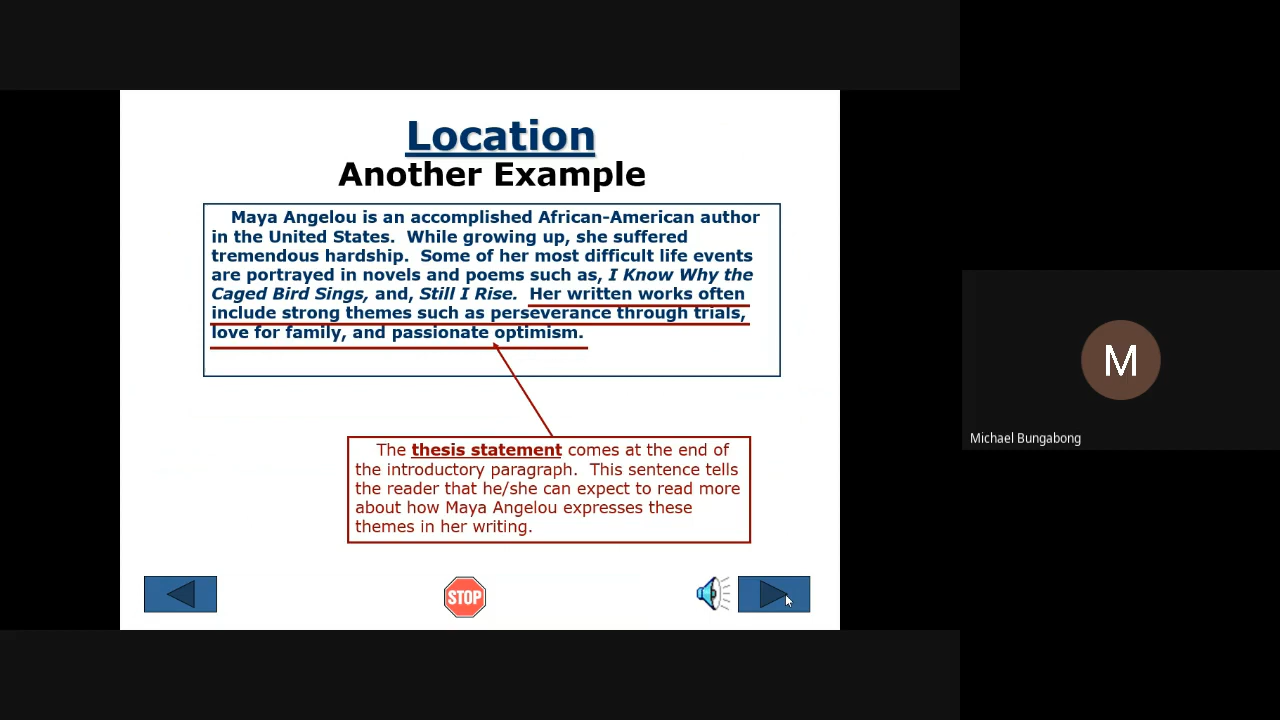 Location
Another Example
Maya Angelou is an accomplished African-American author
in the United States.  While growing up, she suffered
tremendous hardship.  Some of her most difficult life events
are portrayed in novels and poems such as, I Know Why the
Caged Bird Sings, and, Still I Rise.  Her written works often
include strong themes such as perseverance through trials,
love for family, and passionate optimism.
The thesis statement comes at the end of
the introductory paragraph.  This sentence tells
the reader that he/she can expect to read more
about how Maya Angelou expresses these
themes in her writing.
STOP
M
Michael Bungabong